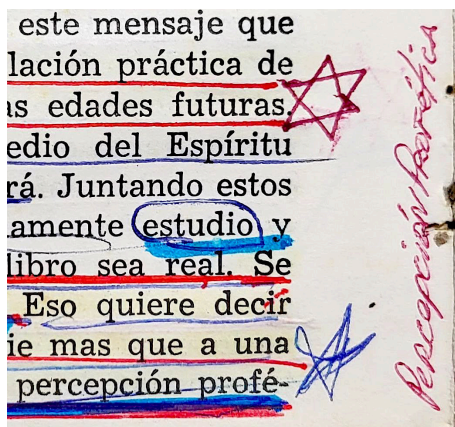 este mensaje que
lación práctica de
as edades futuras.
edio del Espíritu
rá. Juntando estos
amente estudio y
libro sea real. Se
Eso quiere decir
ie mas que a una
percepción profé-
Percepción Profética